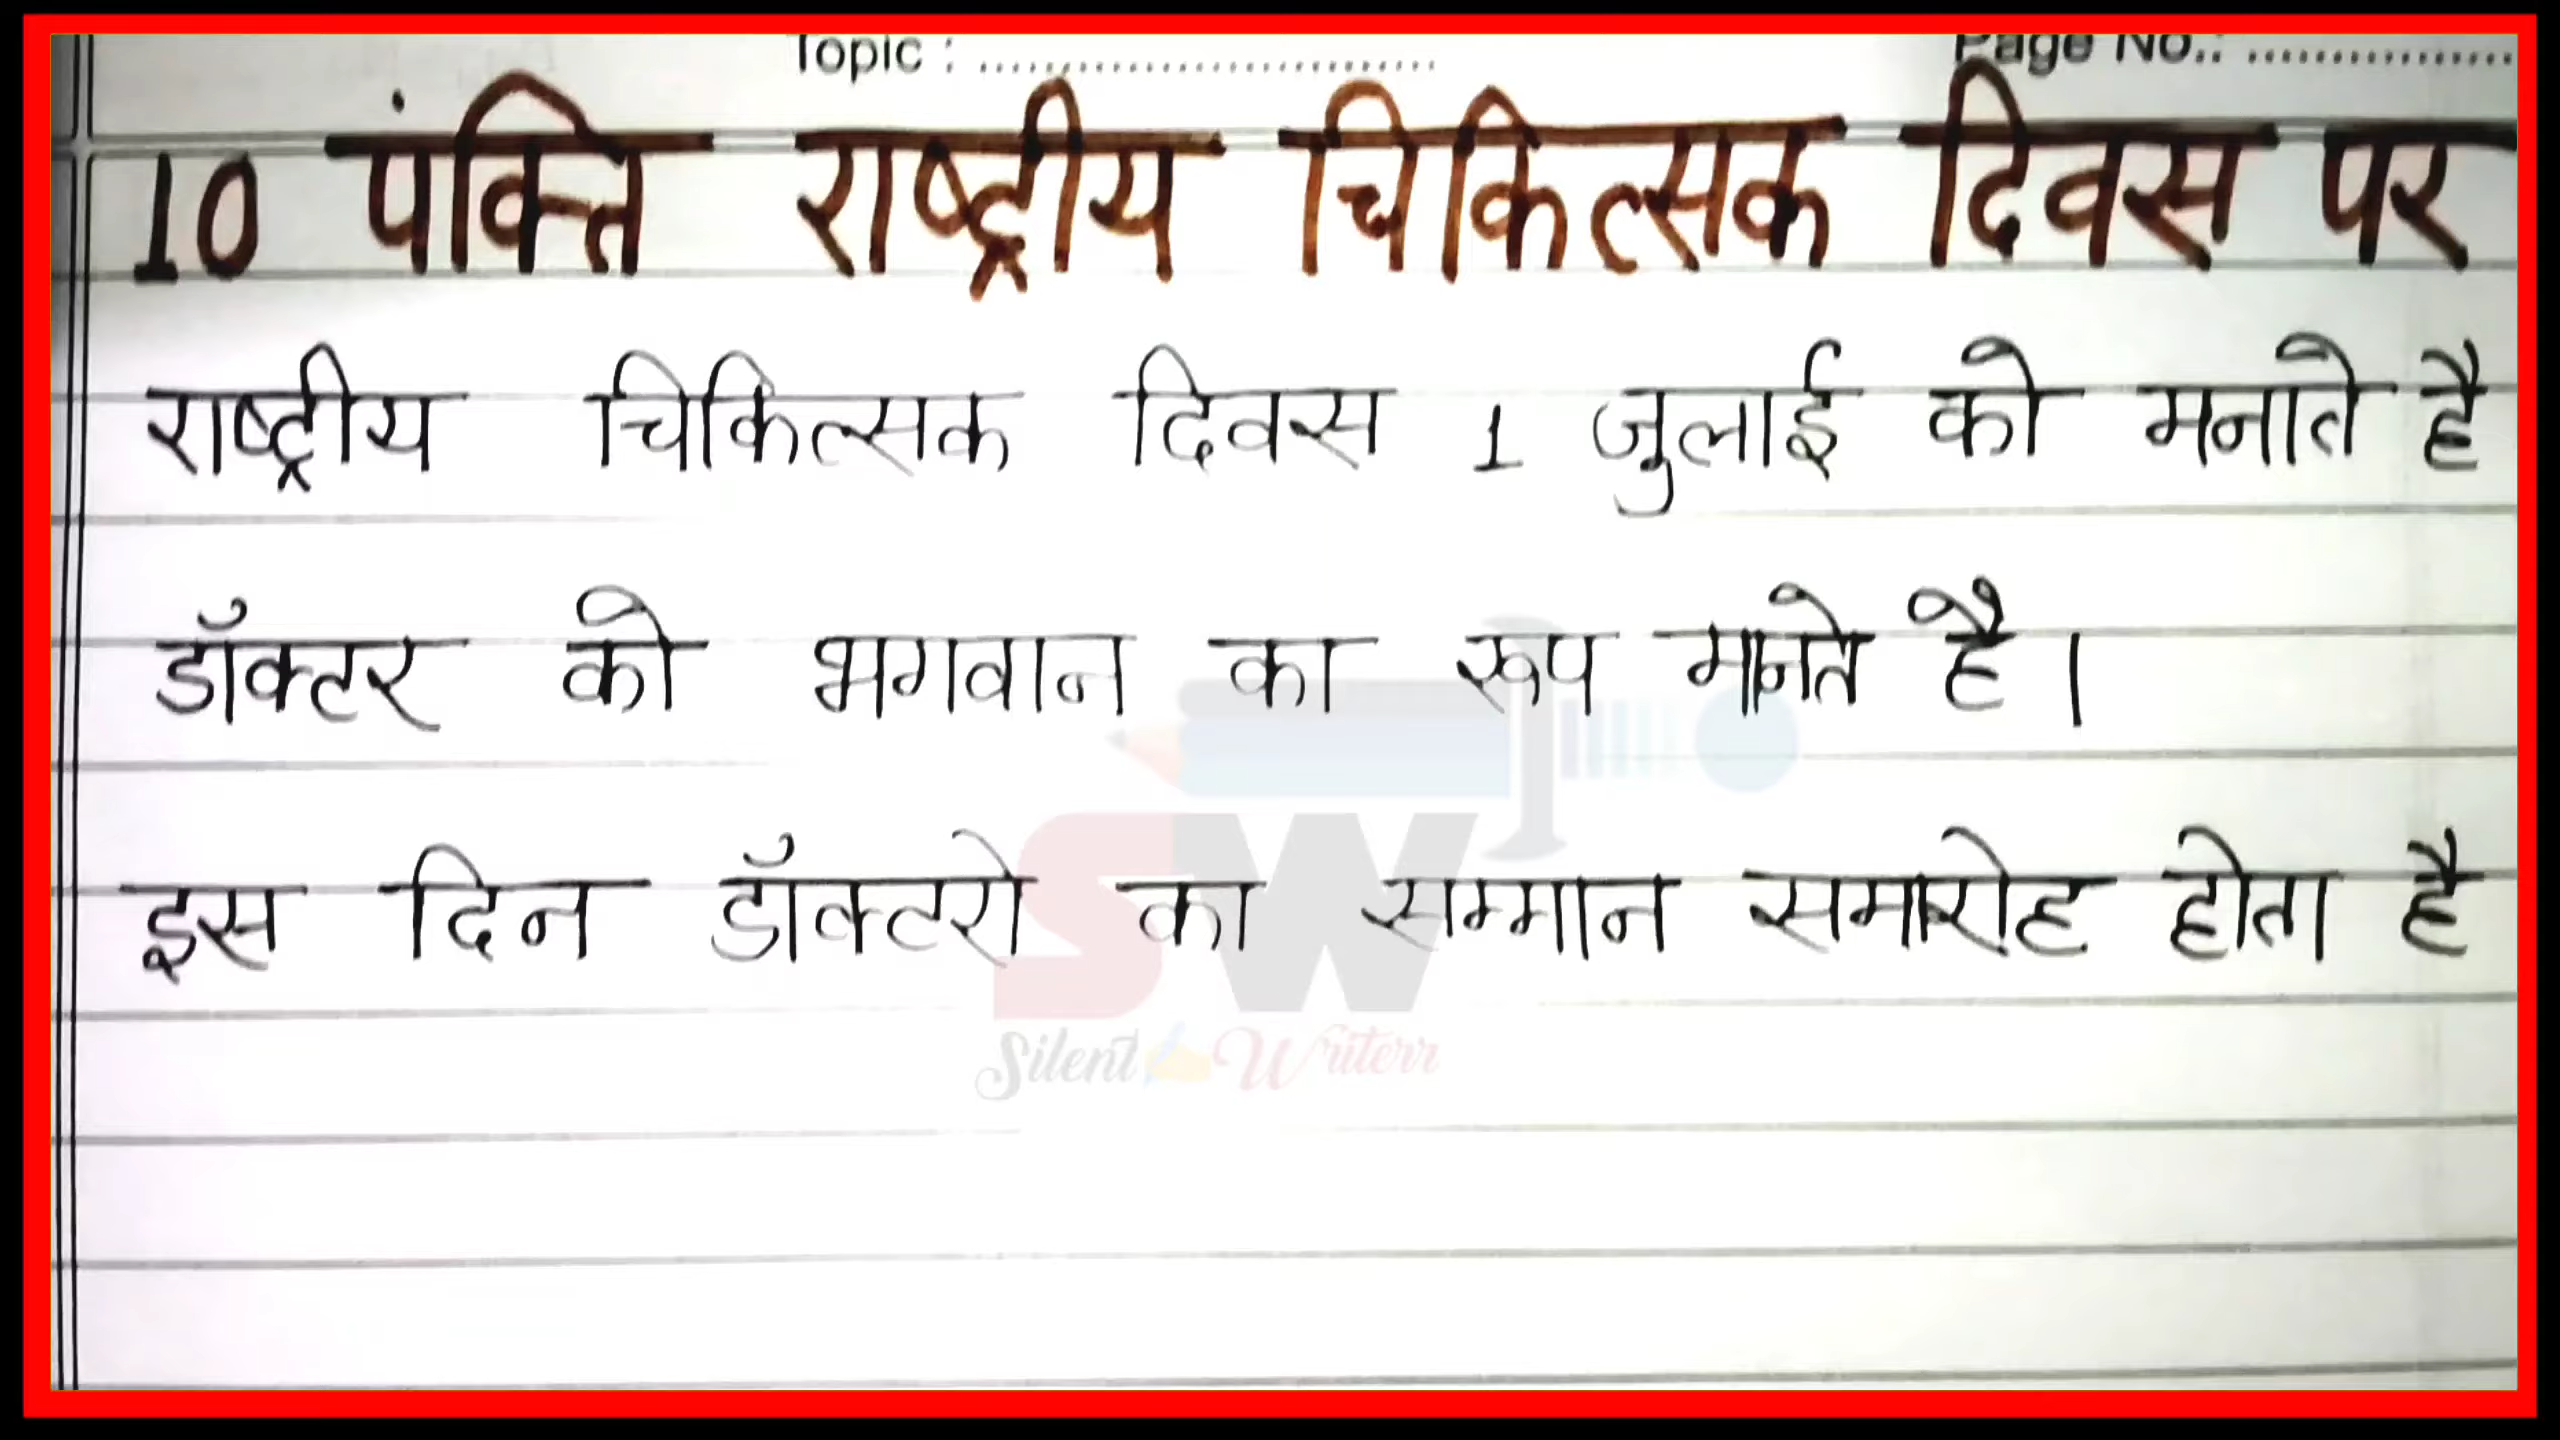 Topic : ..............................
Page No.: ................
10 पंक्ति राष्ट्रीय चिकित्सक दिवस पर
राष्ट्रीय चिकित्सक दिवस 1 जुलाई को मनाते है
डॉक्टर को भगवान का रूप मानते है।
इस दिन डॉक्टरो का सम्मान समारोह होता है
SW
Silent Writerr